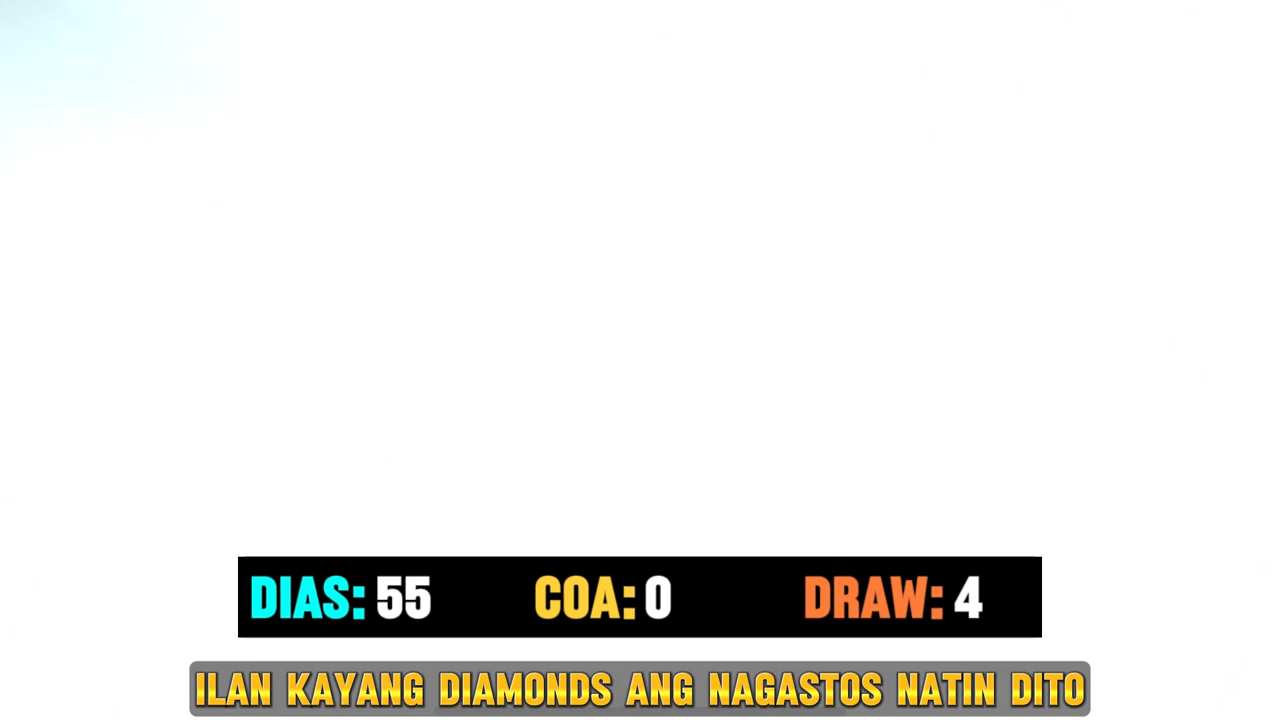 DIAS: 55 COA: 0 DRAW: 4
ILAN KAYANG DIAMONDS ANG NAGASTOS NATIN DITO